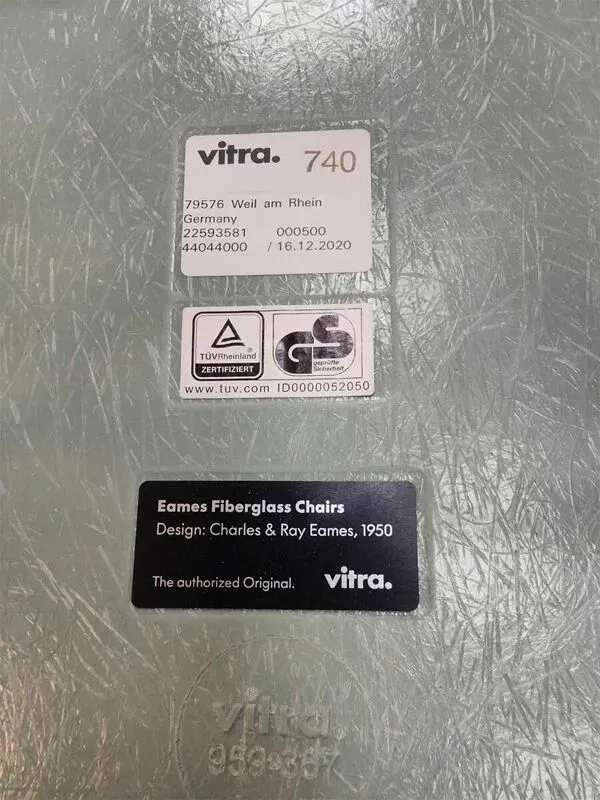 vitra. 740
79576 Weil am Rhein
Germany
22593581 000500
44044000 / 16.12.2020
TÜVRheinland ®
ZERTIFIZIERT
GS
geprüfte
Sicherheit
www.tuv.com ID0000052050
Eames Fiberglass Chairs
Design: Charles & Ray Eames, 1950
The authorized Original. vitra.
vitra.